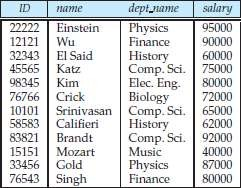 ID name dept_name salary
22222 Einstein Physics 95000
12121 Wu Finance 90000
32343 El Said History 60000
45565 Katz Comp. Sci. 75000
98345 Kim Elec. Eng. 80000
76766 Crick Biology 72000
10101 Srinivasan Comp. Sci. 65000
58583 Califieri History 62000
83821 Brandt Comp. Sci. 92000
15151 Mozart Music 40000
33456 Gold Physics 87000
76543 Singh Finance 80000